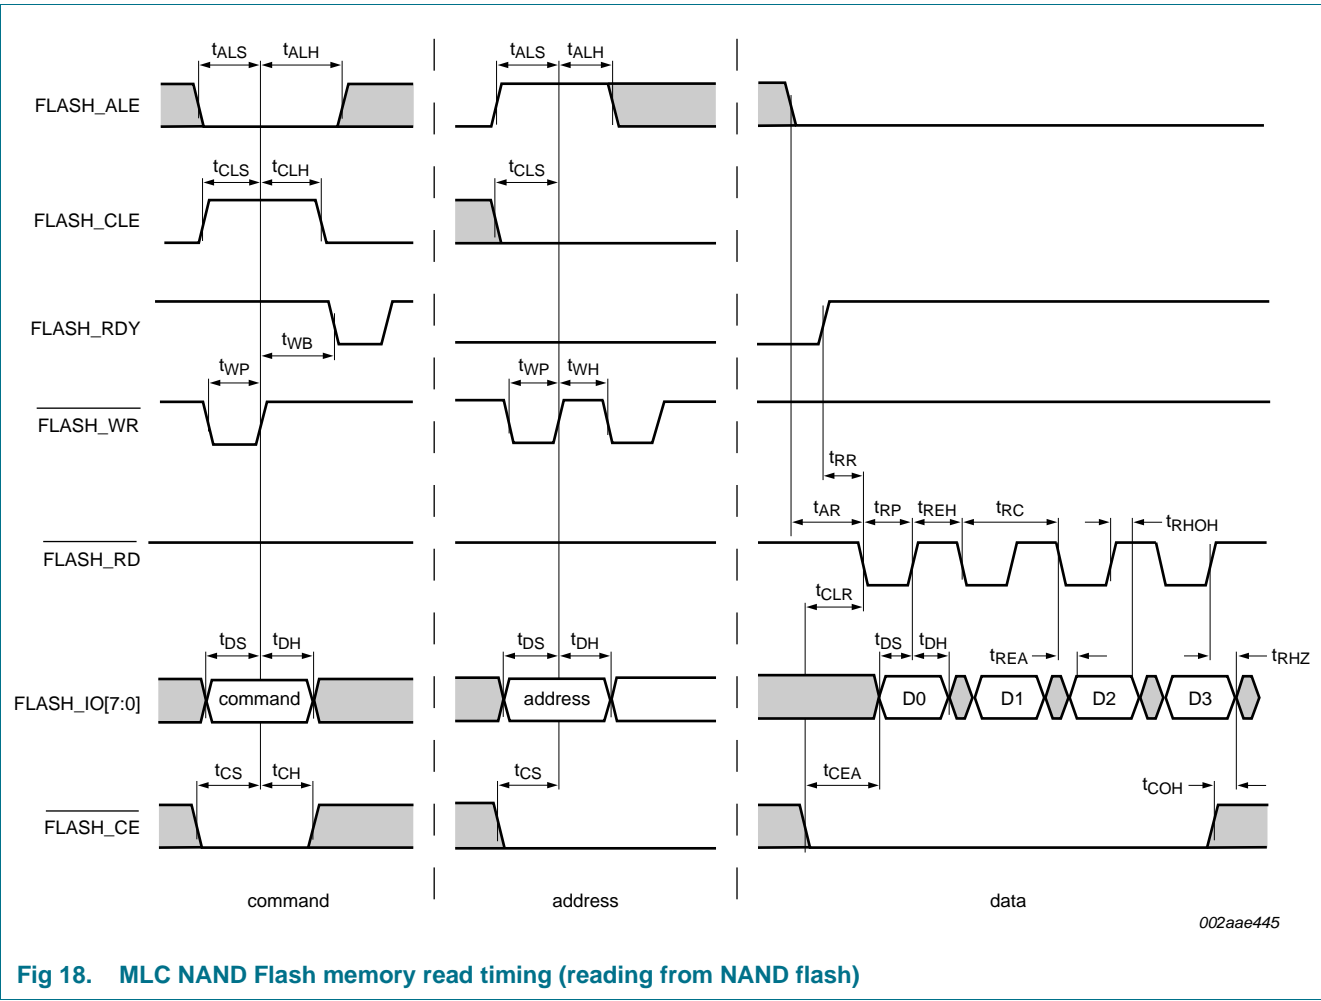 tALS tALH tALS tALH
FLASH_ALE
tCLS tCLH tCLS
FLASH_CLE
FLASH_RDY
tWB
tWP tWP tWH
FLASH_WR
tRR
tAR tRP tREH tRC tRHOH
FLASH_RD
tCLR
tDS tDH tDS tDH tDS tDH tREA tRHZ
FLASH_IO[7:0] command address D0 D1 D2 D3
tCS tCH tCS tCEA tCOH
FLASH_CE
command address data
002aae445
Fig 18. MLC NAND Flash memory read timing (reading from NAND flash)